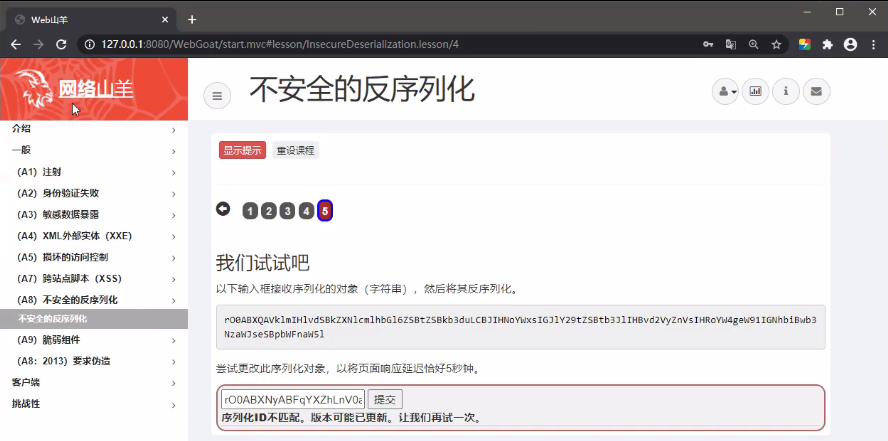 Web山羊
127.0.0.1:8080/WebGoat/start.mvc#lesson/InsecureDeserialization.lesson/4
网络山羊
不安全的反序列化
介绍
一般
(A1) 注射
(A2) 身份验证失败
(A3) 敏感数据暴露
(A4) XML外部实体（XXE）
(A5) 损坏的访问控制
(A7) 跨站点脚本（XSS）
(A8) 不安全的反序列化
不安全的反序列化
(A9) 脆弱组件
(A8：2013) 要求伪造
客户端
挑战性
显示提示 重设课程
1 2 3 4 5
我们试试吧
以下输入框接收序列化的对象（字符串），然后将其反序列化。
rO0ABXQAVklmIHlvdSBkZXNlcmlhbGl6ZSBtZSBkb3duLCBJIHNoYWxsIGJlY29tZSBtb3JlIHBvd2VyZnVsIHRoYW4geW91IGNhbiBwb3
NzaWJseSBpbWFnaW5l
尝试更改此序列化对象，以将页面响应延迟恰好5秒钟。
rO0ABXNyABFqYXZhLnV0a 提交
序列化ID不匹配。版本可能已更新。让我们再试一次。